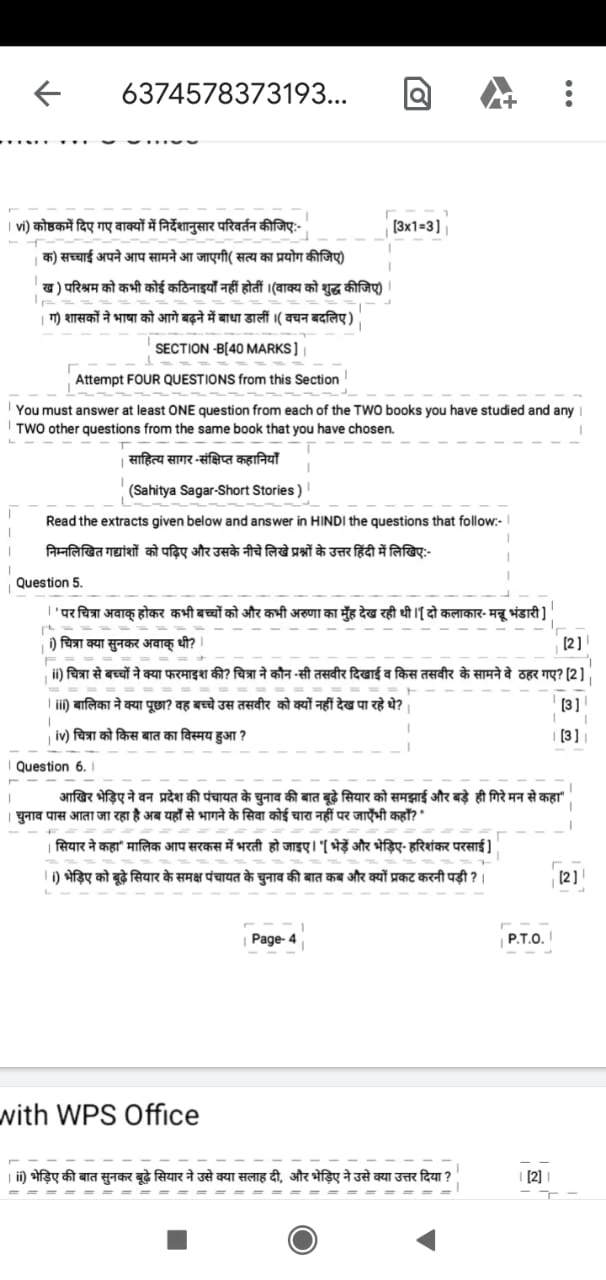 6374578373193...
vi) कोष्ठकमें दिए गए वाक्यों में निर्देशानुसार परिवर्तन कीजिए:- [3x1=3]
क) सच्चाई अपने आप सामने आ जाएगी( सत्य का प्रयोग कीजिए)
ख ) परिश्रम को कभी कोई कठिनाइयाँ नहीं होतीं ।(वाक्य को शुद्ध कीजिए)
ग) शासकों ने भाषा को आगे बढ़ने में बाधा डालीं ।( वचन बदलिए )
SECTION -B[40 MARKS]
Attempt FOUR QUESTIONS from this Section
You must answer at least ONE question from each of the TWO books you have studied and any
TWO other questions from the same book that you have chosen.
साहित्य सागर -संक्षिप्त कहानियाँ
(Sahitya Sagar-Short Stories )
Read the extracts given below and answer in HINDI the questions that follow:-
निम्नलिखित गद्यांशों को पढ़िए और उसके नीचे लिखे प्रश्नों के उत्तर हिंदी में लिखिए:-
Question 5.
' पर चित्रा अवाक् होकर कभी बच्चों को और कभी अरुणा का मुँह देख रही थी।'[ दो कलाकार- मन्नू भंडारी ]
i) चित्रा क्या सुनकर अवाक् थी? [2]
ii) चित्रा से बच्चों ने क्या फरमाइश की? चित्रा ने कौन -सी तसवीर दिखाई व किस तसवीर के सामने वे ठहर गए? [2]
iii) बालिका ने क्या पूछा? वह बच्चे उस तसवीर को क्यों नहीं देख पा रहे थे? [3]
iv) चित्रा को किस बात का विस्मय हुआ ? [3]
Question 6.
आखिर भेड़िए ने वन प्रदेश की पंचायत के चुनाव की बात बूढ़े सियार को समझाई और बड़े ही गिरे मन से कहा"
चुनाव पास आता जा रहा है अब यहाँ से भागने के सिवा कोई चारा नहीं पर जाएँभी कहाँ? "
सियार ने कहा" मालिक आप सरकस में भरती हो जाइए। "[ भेड़ें और भेड़िए- हरिशंकर परसाई ]
i) भेड़िए को बूढ़े सियार के समक्ष पंचायत के चुनाव की बात कब और क्यों प्रकट करनी पड़ी ? [2]
Page- 4 P.T.O.
with WPS Office
ii) भेड़िए की बात सुनकर बूढ़े सियार ने उसे क्या सलाह दी, और भेड़िए ने उसे क्या उत्तर दिया ? [2]